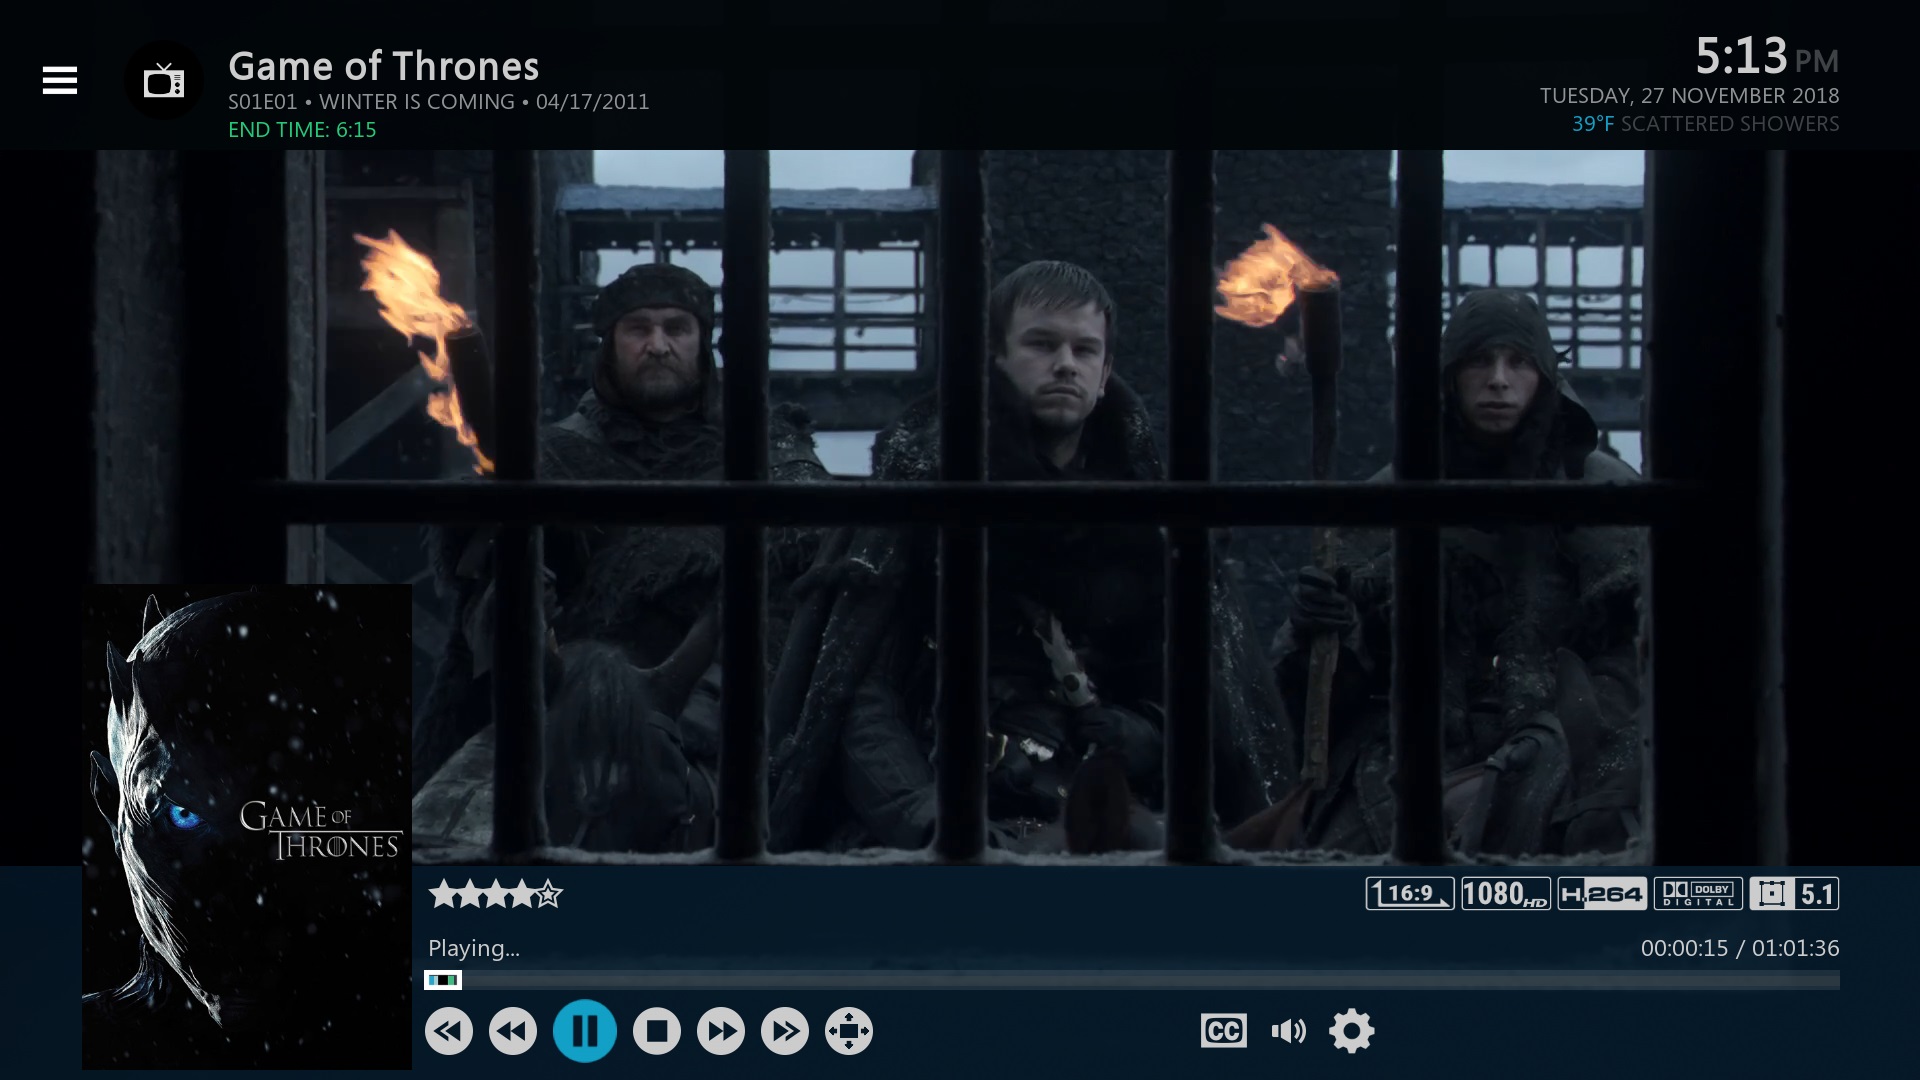 Game of Thrones
S01E01 • WINTER IS COMING • 04/17/2011
END TIME: 6:15
5:13 PM
TUESDAY, 27 NOVEMBER 2018
39°F SCATTERED SHOWERS
GAME OF
THRONES
16:9 1080HD H.264 DOLBY DIGITAL 5.1
Playing...
00:00:15 / 01:01:36
CC